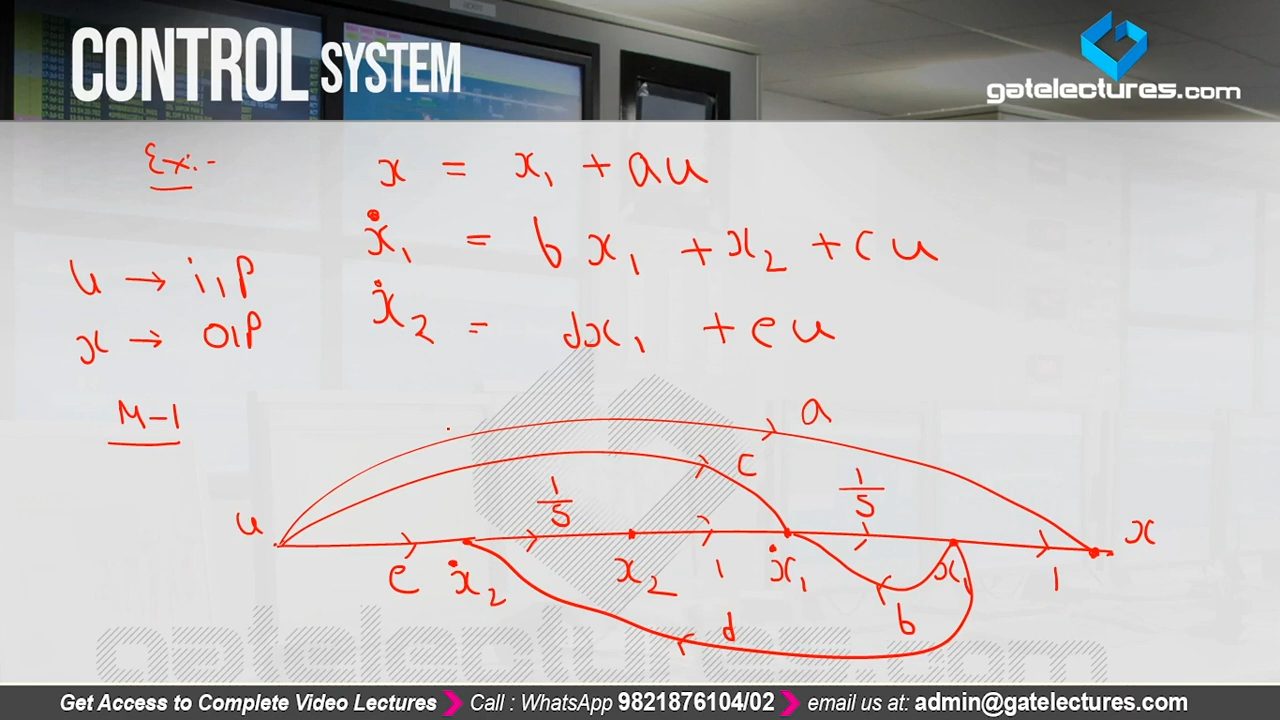 CONTROL SYSTEM
gatelectures.com
Ex:-
x = x₁ + au
ẋ₁ = bx₁ + x₂ + cu
u → i/P
ẋ₂ = dx₁ + eu
x → O/P
M-1
a
c
1/S
1/S
u
x
e
ẋ₂
x₂
1
ẋ₁
x₁
1
b
d
gatelectures.com
Get Access to Complete Video Lectures Call : WhatsApp 9821876104/02 email us at: admin@gatelectures.com